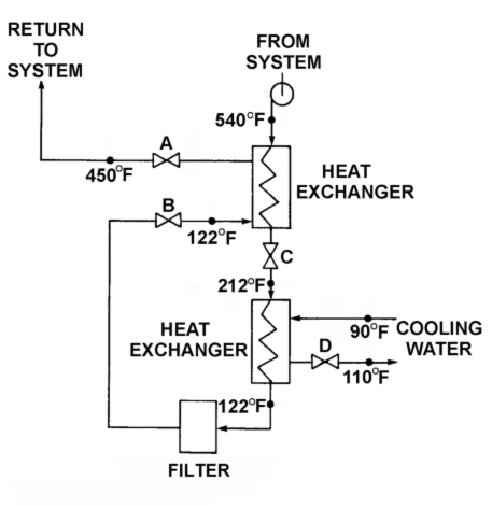 RETURN
TO
SYSTEM
FROM
SYSTEM
540°F
A
450°F
HEAT
EXCHANGER
B
122°F
C
212°F
HEAT
EXCHANGER
90°F
COOLING
WATER
D
110°F
122°F
FILTER